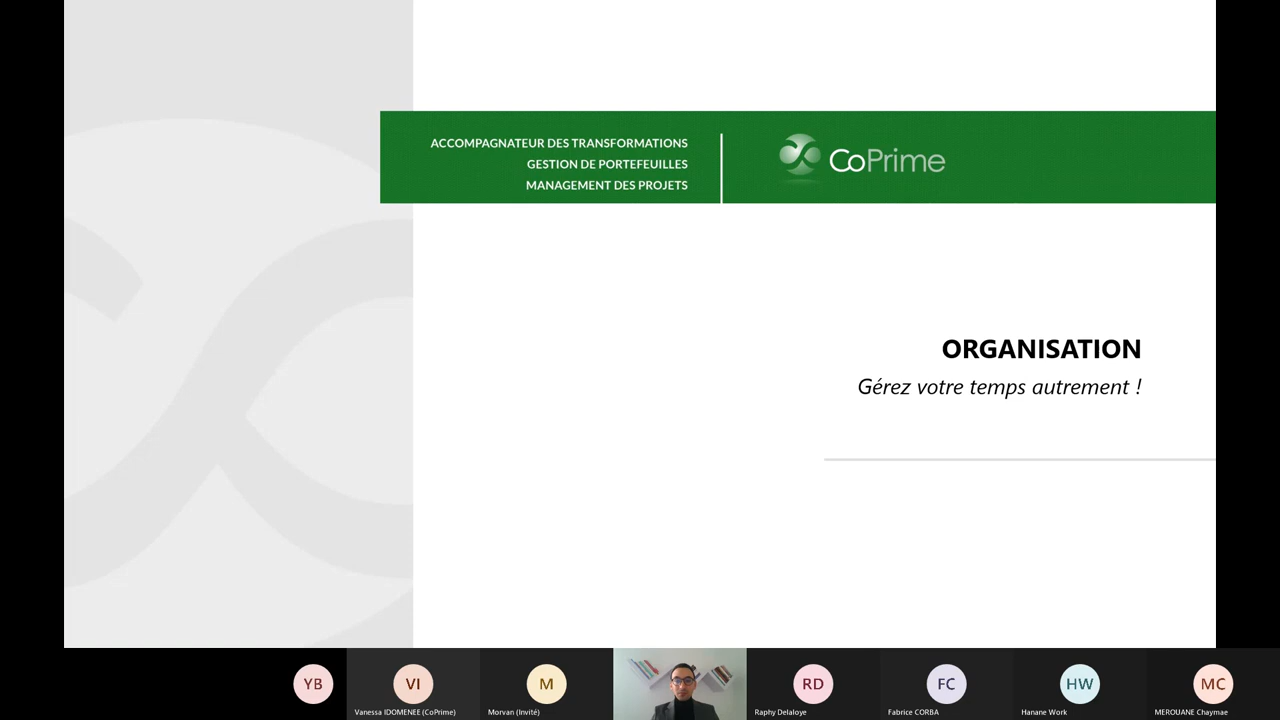 ACCOMPAGNATEUR DES TRANSFORMATIONS
GESTION DE PORTEFEUILLES
MANAGEMENT DES PROJETS
CoPrime
ORGANISATION
Gérez votre temps autrement !
YB
VI
M
RD
FC
HW
MC
Vanessa IDOMENEE (CoPrime)
Morvan (Invité)
Raphy Delaloye
Fabrice CORBA
Hanane Work
MEROUANE Chaymae